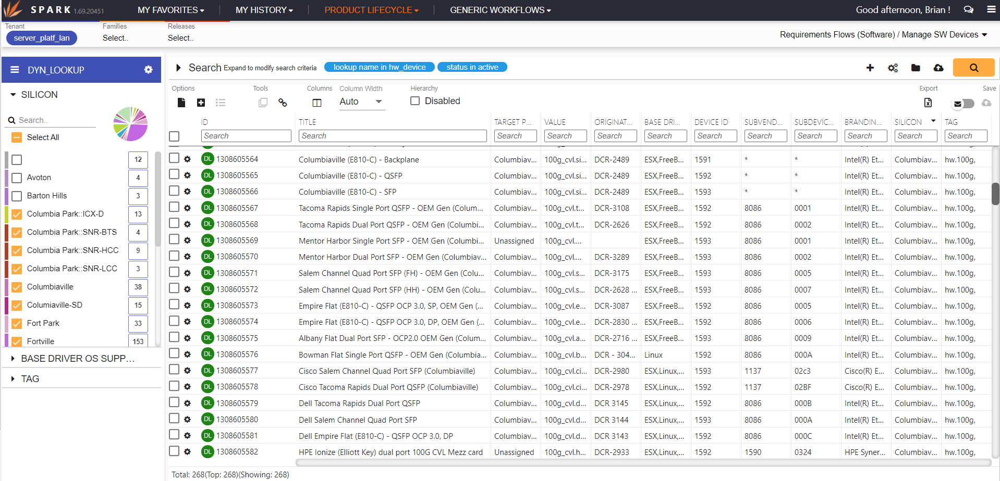 SPARK 1.69.20451 MY FAVORITES MY HISTORY PRODUCT LIFECYCLE GENERIC WORKFLOWS Good afternoon, Brian !
Tenant Families Releases
server_platf_lan Select.. Select.. Requirements Flows (Software) / Manage SW Devices
DYN_LOOKUP
SILICON
Search..
Select All
12
Avoton 4
Barton Hills 3
Columbia Park::ICX-D 13
Columbia Park::SNR-BTS 4
Columbia Park::SNR-HCC 9
Columbia Park::SNR-LCC 3
Columbiaville 38
Columiaville-SD 15
Fort Park 33
Fortville 153
BASE DRIVER OS SUPP...
TAG
Search Expand to modify search criteria lookup name in hw_device status in active
Options Tools Columns Column Width Hierarchy Export Save
Auto Disabled
ID TITLE TARGET P... VALUE ORIGINAT... BASE DRI... DEVICE ID SUBVEND... SUBDEVIC... BRANDIN... SILICON TAG
Search Search Search Search Search Search Search Search Search Search Search Search
DL 1308605564 Columbiaville (E810-C) - Backplane Columbiav... 100g_cvl.si... DCR-2489 ESX,FreeB... 1591 * * Intel(R) Et... Columbiav... hw.100g,
DL 1308605565 Columbiaville (E810-C) - QSFP Columbiav... 100g_cvl.si... DCR-2489 ESX,FreeB... 1592 * * Intel(R) Et... Columbiav... hw.100g,
DL 1308605566 Columbiaville (E810-C) - SFP Columbiav... 100g_cvl.si... DCR-2489 ESX,FreeB... 1593 * * Intel(R) Et... Columbiav... hw.100g,
DL 1308605567 Tacoma Rapids Single Port QSFP - OEM Gen (Colum... Columbiav... 100g_cvl.t... DCR-3108 ESX,FreeB... 1592 8086 0001 Intel(R) Et... Columbiav... hw.100g,
DL 1308605568 Tacoma Rapids Dual Port QSFP - OEM Gen (Columbi... Columbiav... 100g_cvl.t... DCR-2626 ESX,FreeB... 1592 8086 0002 Intel(R) Et... Columbiav... hw.100g,
DL 1308605569 Mentor Harbor Single Port SFP - OEM Gen (Columbi... Unassigned 100g_cvl.... ESX,FreeB... 1593 8086 0001 Intel(R) Et... Columbiav... hw.100g,
DL 1308605570 Mentor Harbor Dual Port SFP - OEM Gen (Columbiav... Columbiav... 100g_cvl.... DCR-3289 ESX,FreeB... 1593 8086 0002 Intel(R) Et... Columbiav... hw.100g,
DL 1308605571 Salem Channel Quad Port SFP (FH) - OEM Gen (Colu... Columbiav... 100g_cvl.s... DCR-3175 ESX,FreeB... 1593 8086 0005 Intel(R) Et... Columbiav... hw.100g,
DL 1308605572 Salem Channel Quad Port SFP (HH) - OEM Gen (Colu... Columbiav... 100g_cvl.s... DCR-2628 ... ESX,FreeB... 1593 8086 0007 Intel(R) Et... Columbiav... hw.100g,
DL 1308605573 Empire Flat (E810-C) - QSFP OCP 3.0, SP, OEM Gen (... Columbiav... 100g_cvl.e... DCR-3087 ESX,FreeB... 1592 8086 0005 Intel(R) Et... Columbiav... hw.100g,
DL 1308605574 Empire Flat (E810-C) - QSFP OCP 3.0, DP, OEM Gen (... Columbiav... 100g_cvl.e... DCR-2830 ... ESX,FreeB... 1592 8086 0006 Intel(R) Et... Columbiav... hw.100g,
DL 1308605575 Albany Flat Dual Port SFP - OCP2.0 OEM Gen (Colum... Columbiav... 100g_cvl.a... DCR-2716 ... ESX,FreeB... 1593 8086 0009 Intel(R) Et... Columbiav... hw.100g,
DL 1308605576 Bowman Flat Single Port QSFP - OEM Gen (Columbia... Columbiav... 100g_cvl.b... DCR - 304... Linux 1592 8086 000A Intel(R) Et... Columbiav... hw.100g,
DL 1308605577 Cisco Salem Channel Quad Port SFP (Columbiaville) Columbiav... 100g_cvl.ci... DCR-2980 ESX,Linux,... 1593 1137 02c3 Cisco(R) E... Columbiav... hw.100g,
DL 1308605578 Cisco Tacoma Rapids Dual Port QSFP (Columbiaville) Columbiav... 100g_cvl.ci... DCR-2978 ESX,Linux,... 1592 1137 02BF Cisco(R) E... Columbiav... hw.100g,
DL 1308605579 Dell Tacoma Rapids Dual Port QSFP Columbiav... 100g_cvl.d... DCR 3145 ESX,Linux,... 1592 8086 000B Intel(R) Et... Columbiav... hw.100g,
DL 1308605580 Dell Salem Channel Quad Port SFP Columbiav... 100g_cvl.d... DCR 3144 ESX,Linux,... 1593 8086 000A Intel(R) Et... Columbiav... hw.100g,
DL 1308605581 Dell Empire Flat (E810-C) - QSFP OCP 3.0, DP Columbiav... 100g_cvl.d... DCR 3143 ESX,Linux,... 1592 8086 000C Intel(R) Et... Columbiav... hw.100g,
DL 1308605582 HPE Ionize (Elliott Key) dual port 100G CVL Mezz card Unassigned 100g_cvl.h... DCR-2933 ESX,Linux,... 1592 1590 0324 HPE Syner... Columbiav... hw.100g,
Total: 268(Top: 268)(Showing: 268)